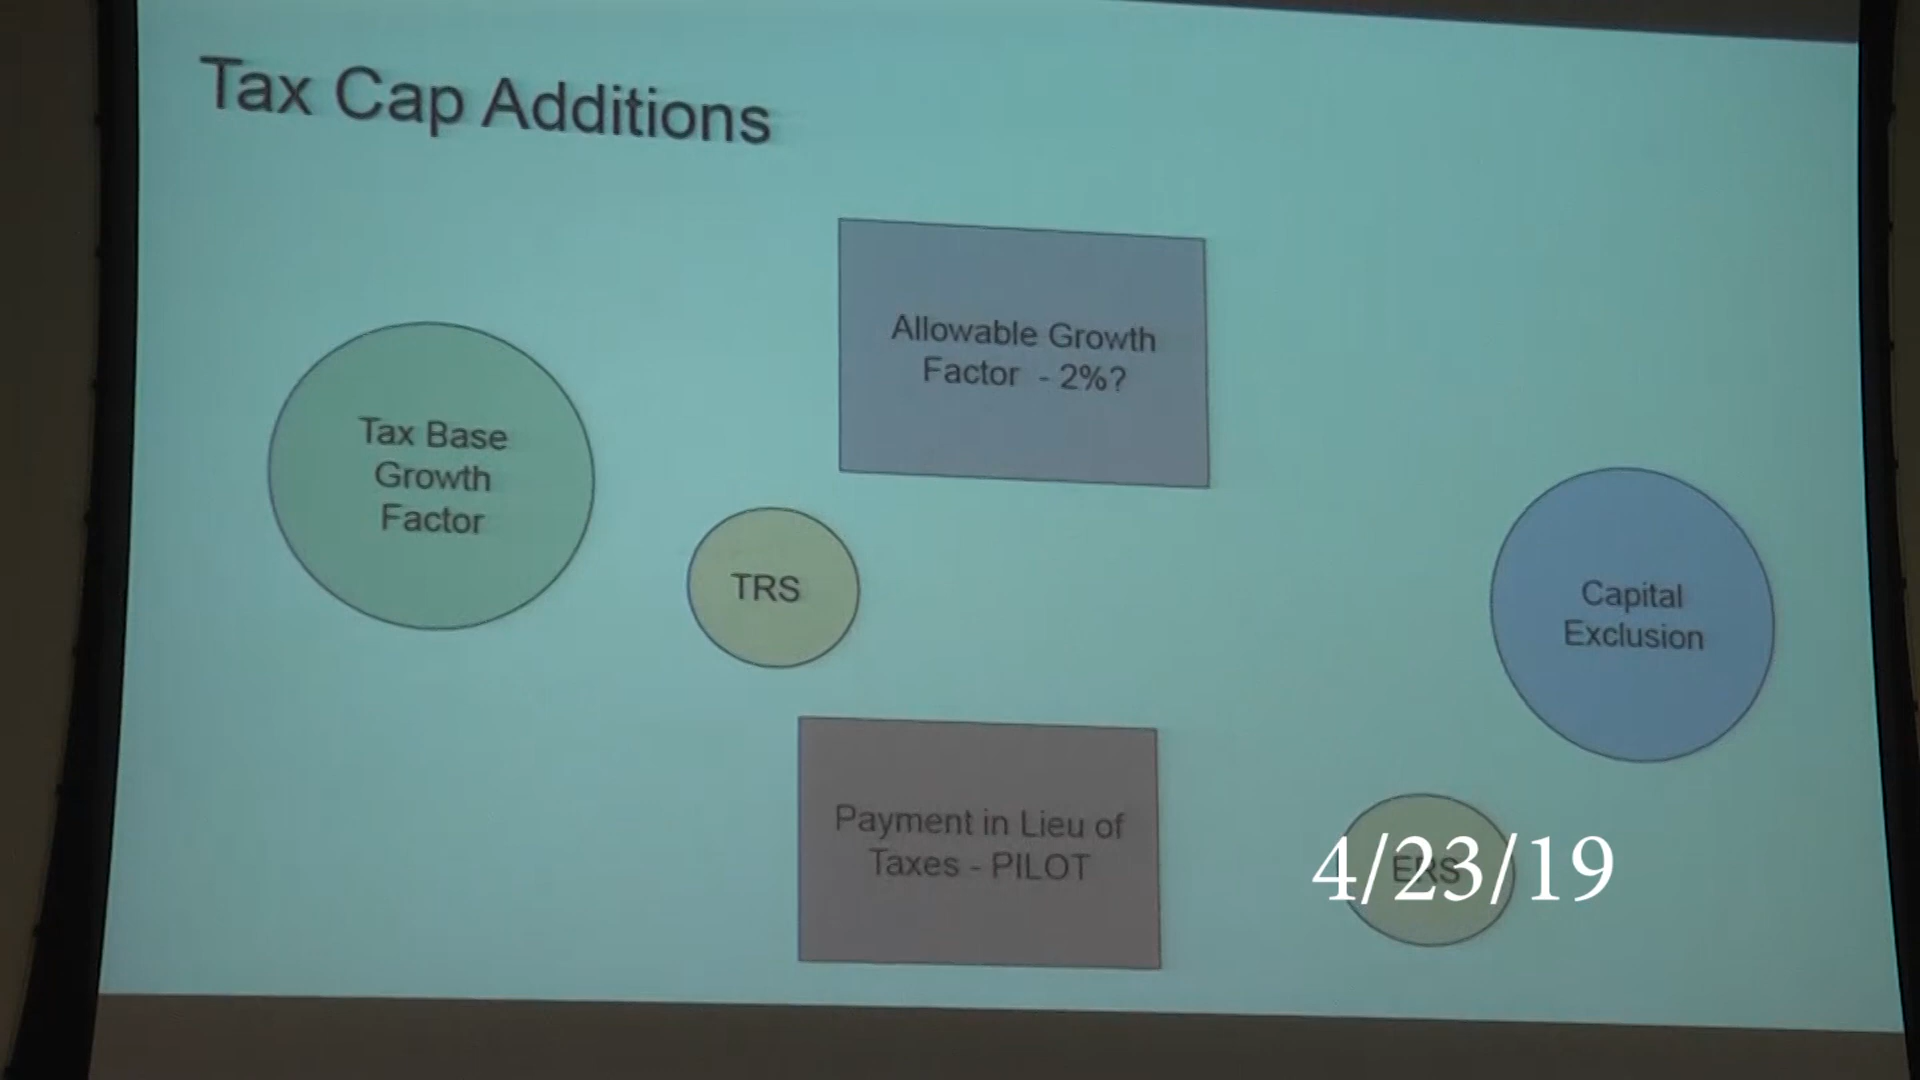 Tax Cap Additions
Allowable Growth
Factor - 2%?
Tax Base
Growth
Factor
TRS
Capital
Exclusion
Payment in Lieu of
Taxes - PILOT
ERS
4/23/19